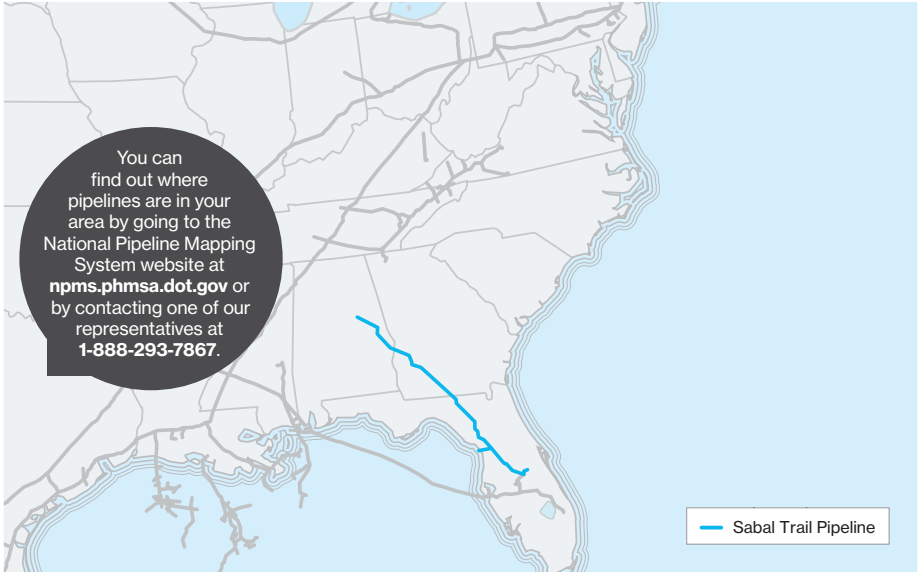 You can
find out where
pipelines are in your
area by going to the
National Pipeline Mapping
System website at
npms.phmsa.dot.gov or
by contacting one of our
representatives at
1-888-293-7867.
Sabal Trail Pipeline